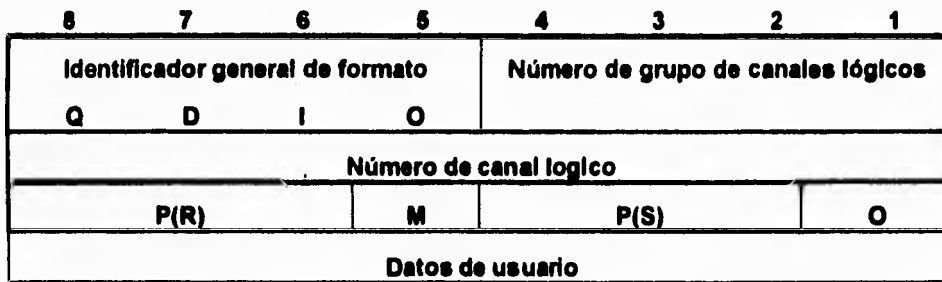 8 7 6 5 4 3 2 1
Identificador general de formato Número de grupo de canales lógicos
Q D I O
Número de canal logico
P(R) M P(S) O
Datos de usuario